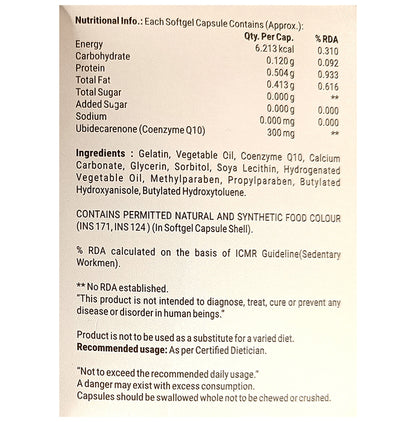 Nutritional Info.: Each Softgel Capsule Contains (Approx.):
Qty. Per Cap. % RDA
Energy 6.213 kcal 0.310
Carbohydrate 0.120 g 0.092
Protein 0.504 g 0.933
Total Fat 0.413 g 0.616
Total Sugar 0.000 g **
Added Sugar 0.000 g 0.000
Sodium 0.000 mg 0.000
Ubidecarenone (Coenzyme Q10) 300 mg **
Ingredients : Gelatin, Vegetable Oil, Coenzyme Q10, Calcium
Carbonate, Glycerin, Sorbitol, Soya Lecithin, Hydrogenated
Vegetable Oil, Methylparaben, Propylparaben, Butylated
Hydroxyanisole, Butylated Hydroxytoluene.
CONTAINS PERMITTED NATURAL AND SYNTHETIC FOOD COLOUR
(INS 171, INS 124) (In Softgel Capsule Shell).
% RDA calculated on the basis of ICMR Guideline(Sedentary
Workmen).
** No RDA established.
"This product is not intended to diagnose, treat, cure or prevent any
disease or disorder in human beings."
Product is not to be used as a substitute for a varied diet.
Recommended usage: As per Certified Dietician.
"Not to exceed the recommended daily usage."
A danger may exist with excess consumption.
Capsules should be swallowed whole not to be chewed or crushed.